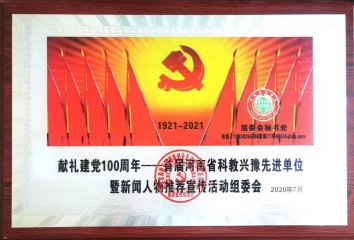 1921-2021
组委会秘书处
献礼建党100周年——首届河南省科教兴豫先进单位
暨新闻人物推荐宣传活动组委会
2020年7月